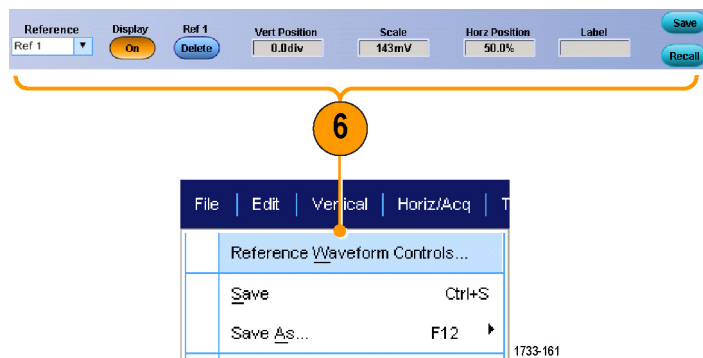 Reference Display Ref 1 Vert Position Scale Horz Position Label Save
Ref 1 On Delete 0.0div 143mV 50.0% Recall
6
File Edit Vertical Horiz/Acq T
Reference Waveform Controls...
Save Ctrl+S
Save As... F12
1733-161